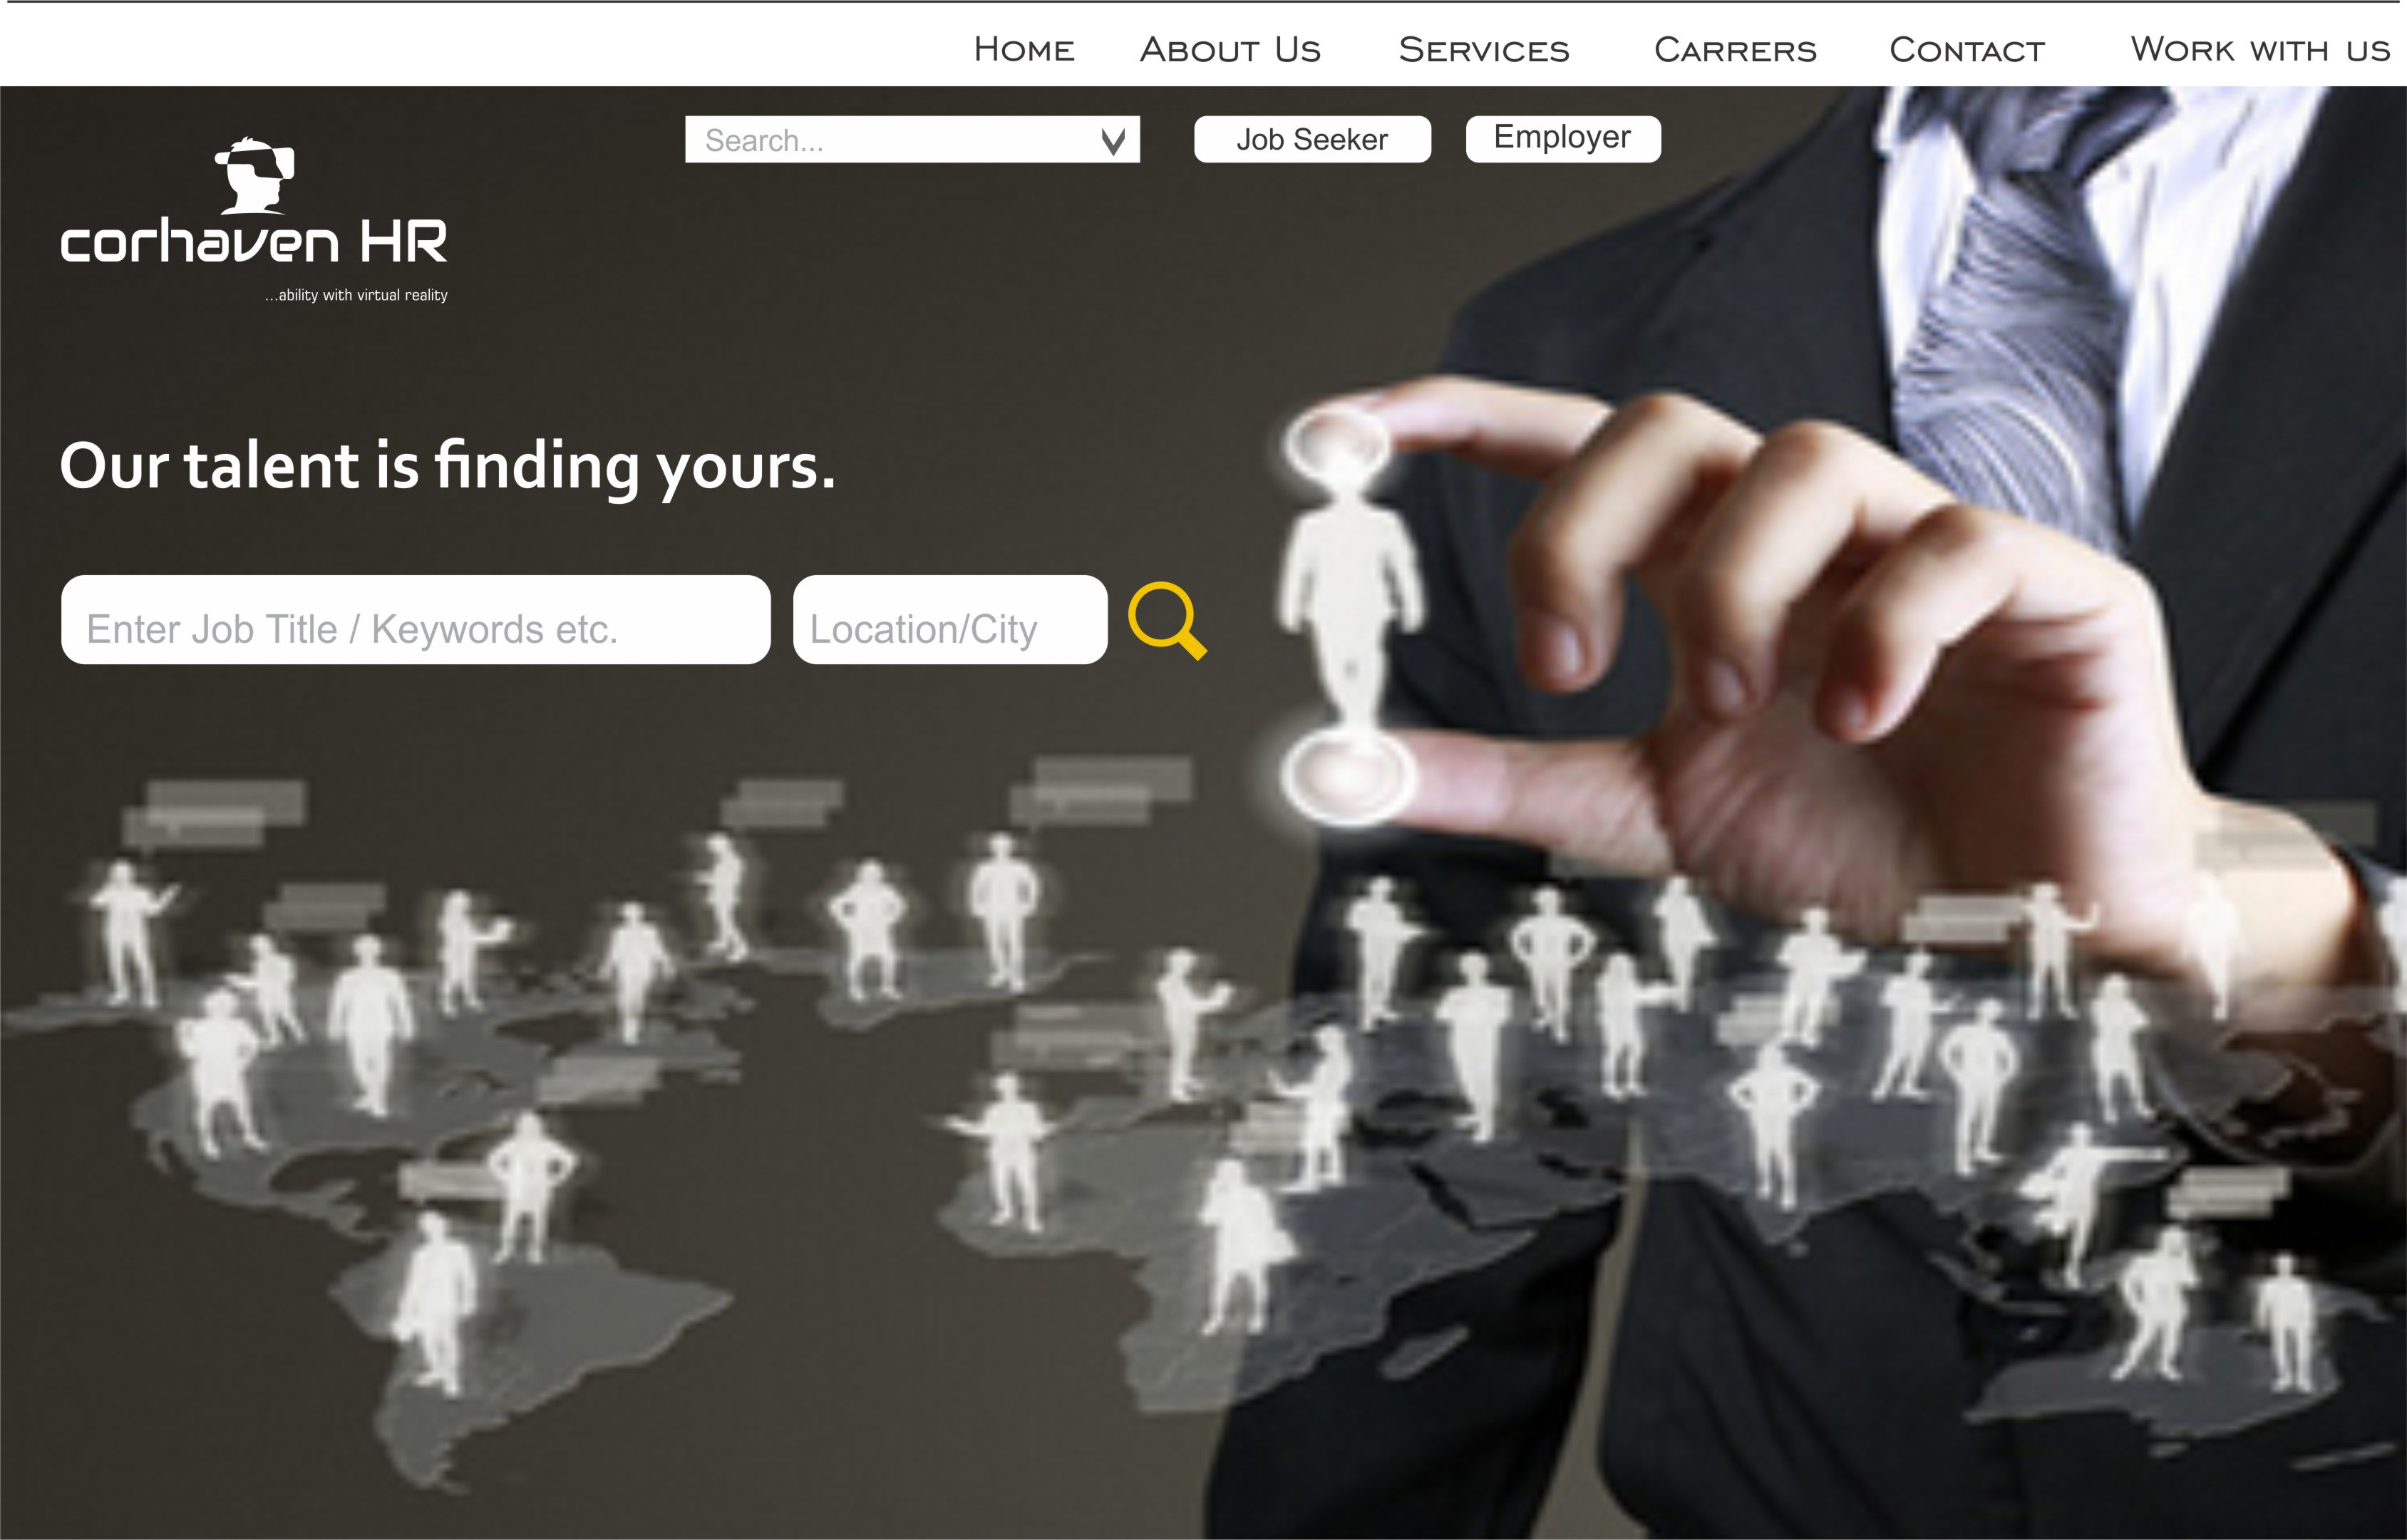 Home About Us Services Carrers Contact Work with us
Search... Job Seeker Employer
corhaven HR
...ability with virtual reality
Our talent is finding yours.
Enter Job Title / Keywords etc. Location/City